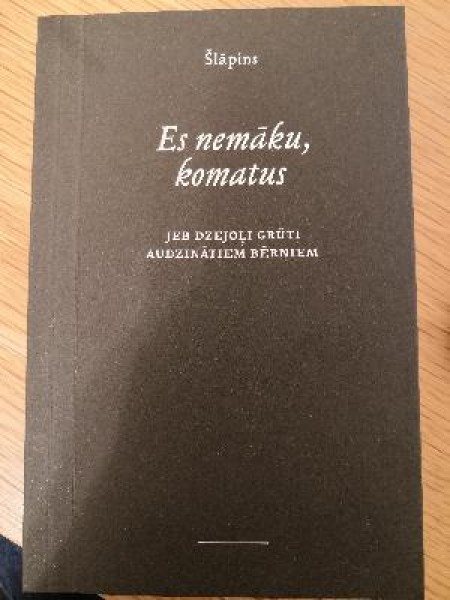 Šlāpins
Es nemāku,
komatus
JEB DZEJOĻI GRŪTI
AUDZINĀTIEM BĒRNIEM